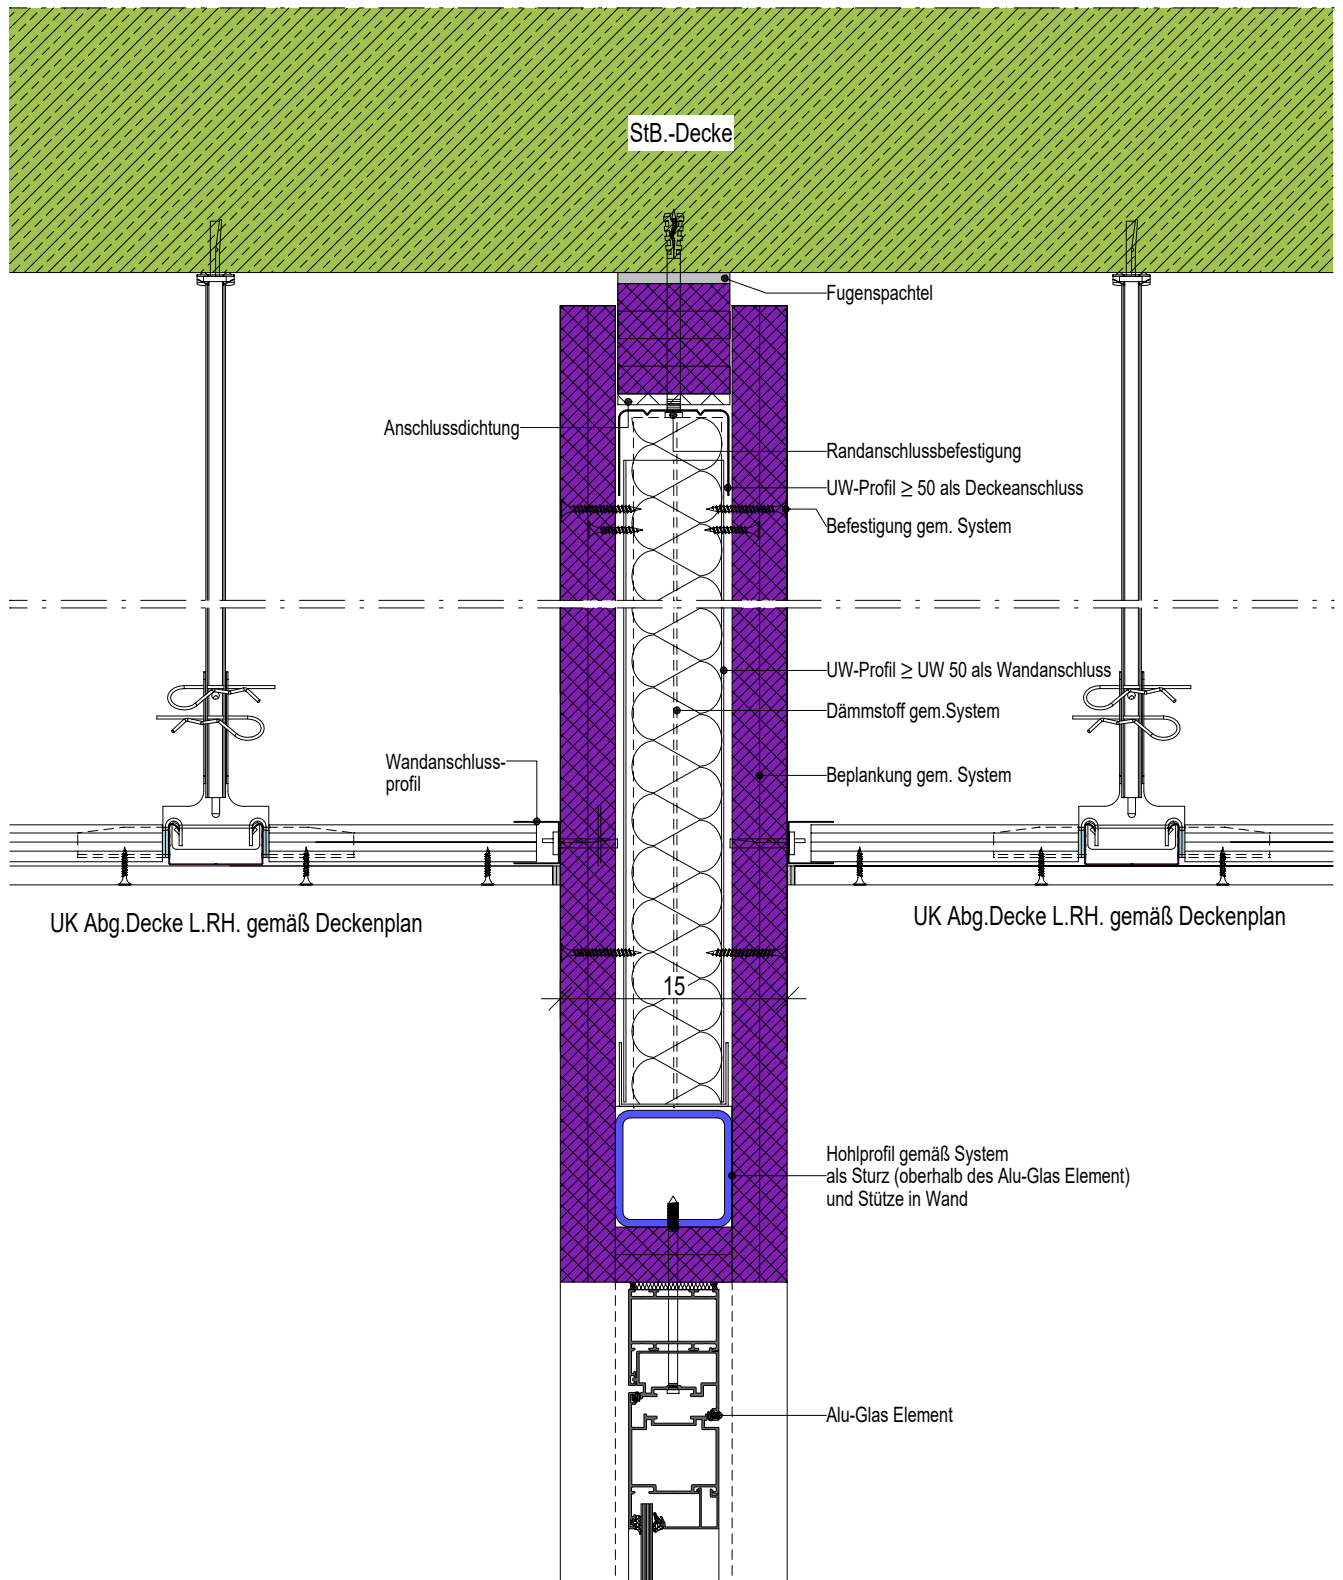 StB.-Decke
Fugenspachtel
Anschlussdichtung
Randanschlussbefestigung
UW-Profil ≥ 50 als Deckeanschluss
Befestigung gem. System
UW-Profil ≥ UW 50 als Wandanschluss
Dämmstoff gem.System
Wandanschluss-
profil
Beplankung gem. System
UK Abg.Decke L.RH. gemäß Deckenplan
UK Abg.Decke L.RH. gemäß Deckenplan
15
Hohlprofil gemäß System
als Sturz (oberhalb des Alu-Glas Element)
und Stütze in Wand
Alu-Glas Element